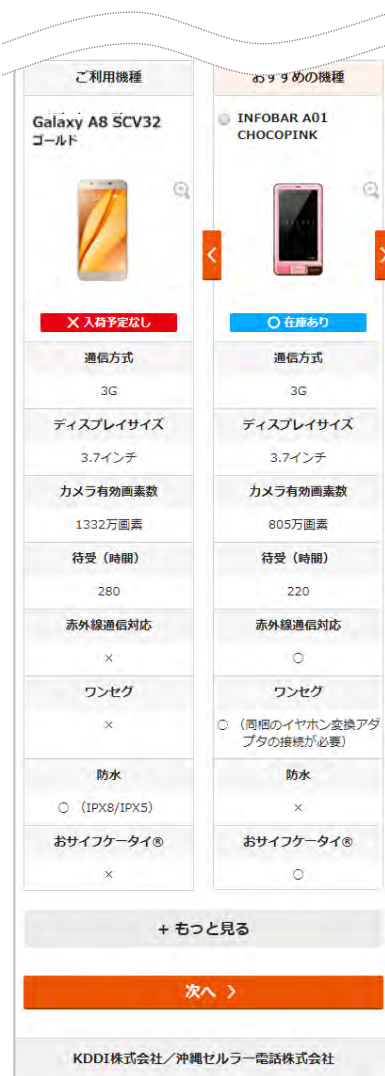 ご利用機種
おすすめの機種
Galaxy A8 SCV32
ゴールド
INFOBAR A01
CHOCOPINK
× 入荷予定なし
○ 在庫あり
通信方式
通信方式
3G
3G
ディスプレイサイズ
ディスプレイサイズ
3.7インチ
3.7インチ
カメラ有効画素数
カメラ有効画素数
1332万画素
805万画素
待受（時間）
待受（時間）
280
220
赤外線通信対応
赤外線通信対応
×
○
ワンセグ
ワンセグ
×
○ （同梱のイヤホン変換アダ
プタの接続が必要）
防水
防水
○ （IPX8/IPX5）
×
おサイフケータイ®
おサイフケータイ®
×
○
+ もっと見る
次へ 〉
KDDI株式会社／沖縄セルラー電話株式会社